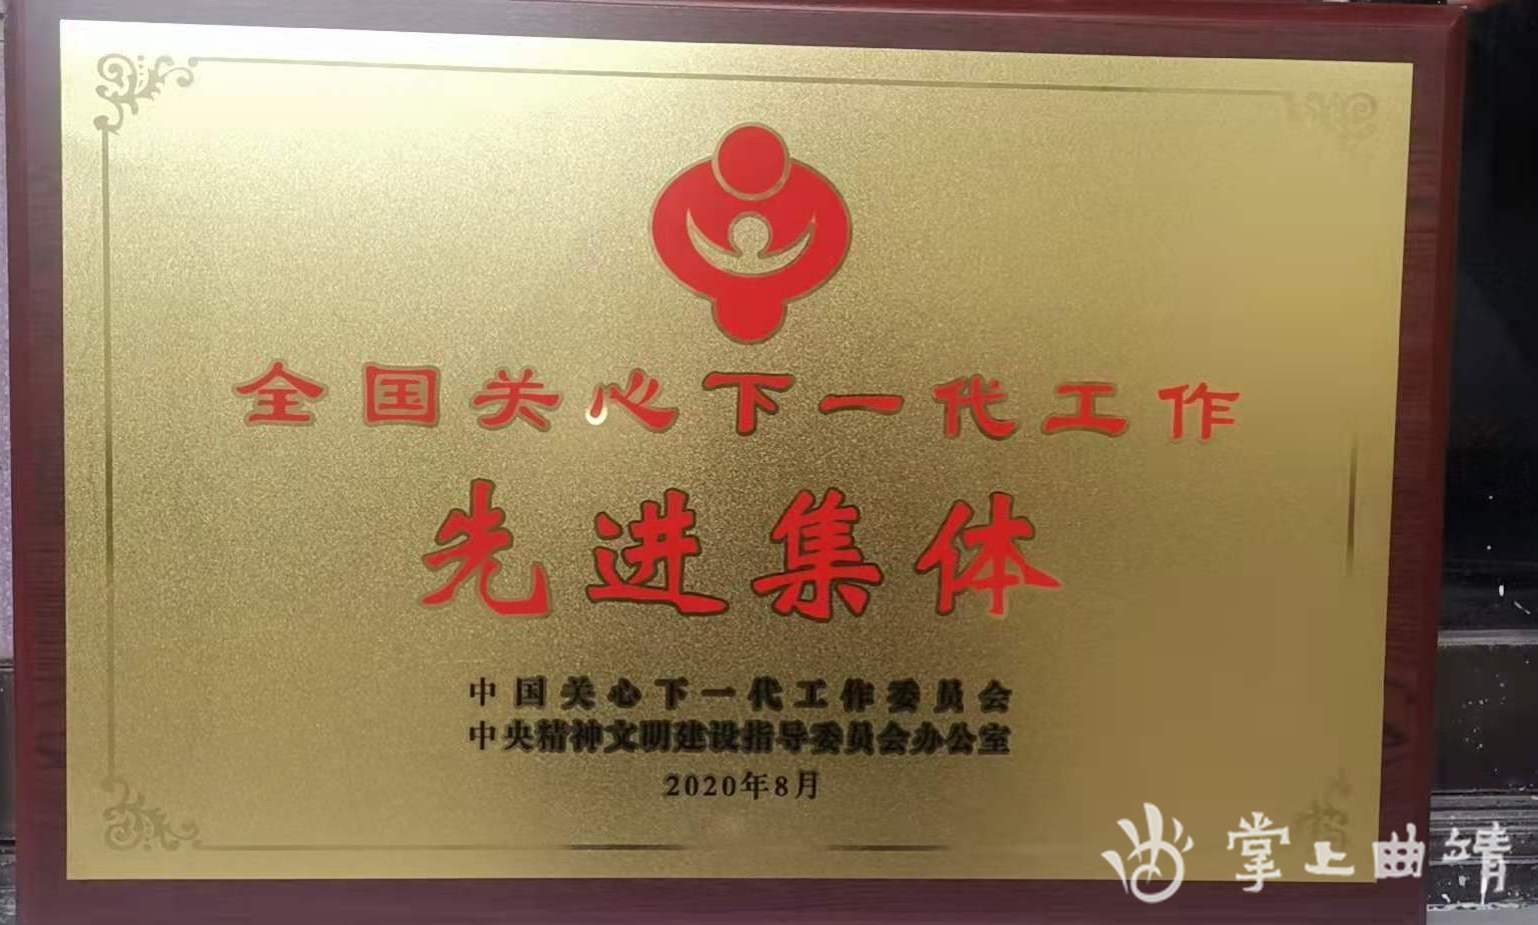 全国关心下一代工作
先进集体
中国关心下一代工作委员会
中央精神文明建设指导委员会办公室
2020年8月
掌上曲靖